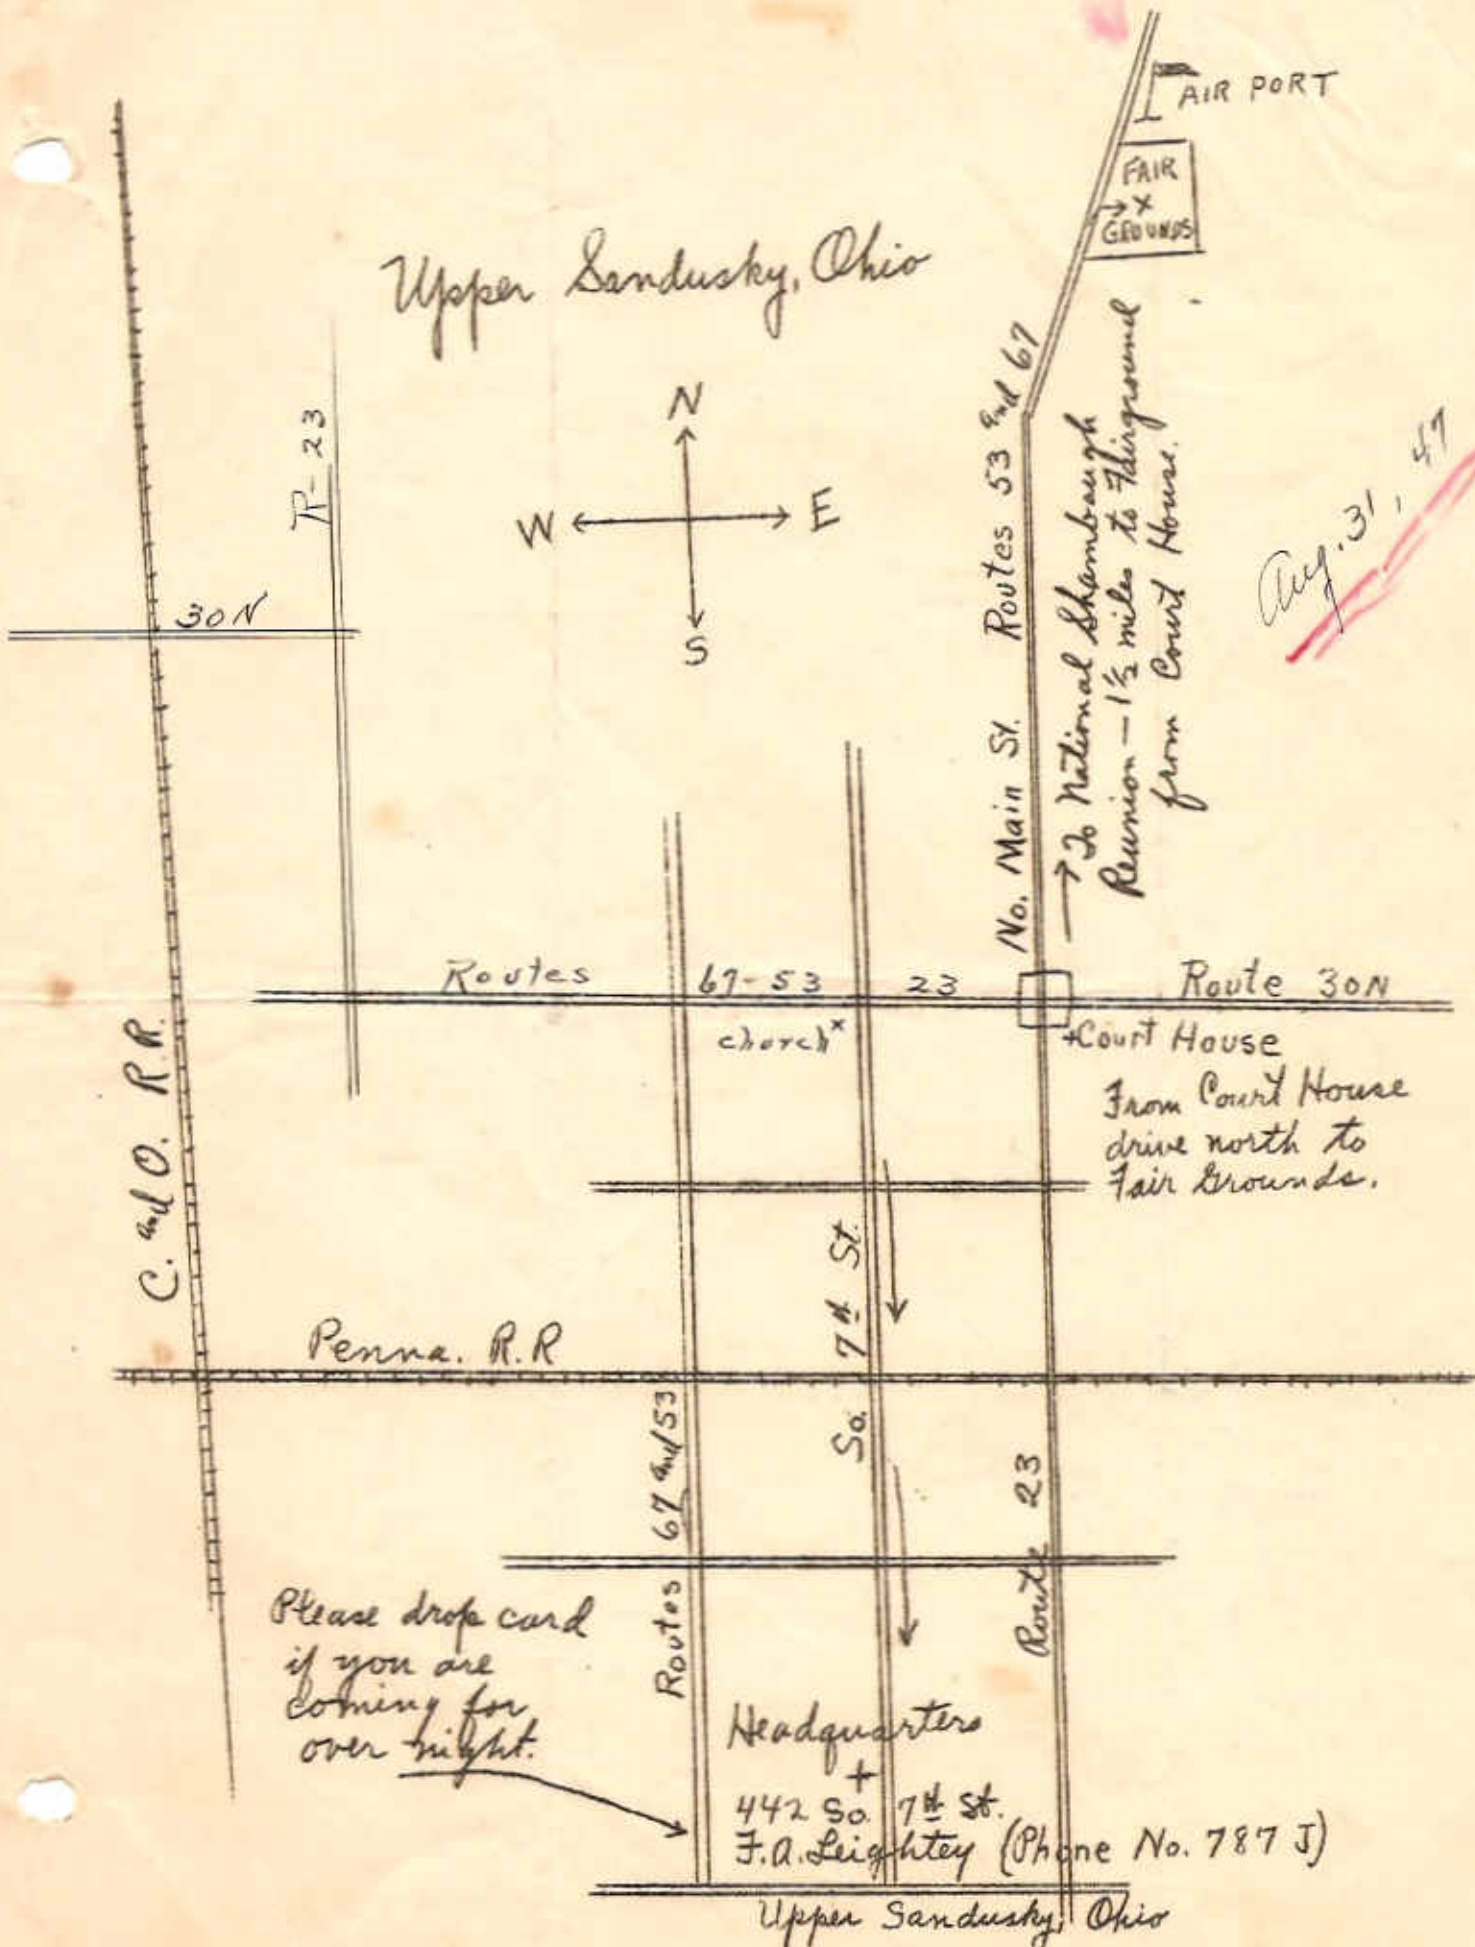 AIR PORT
FAIR
→ X
GROUNDS
Upper Sandusky, Ohio
N
W E
S
R-23
30N
Routes 53 and 67
No. Main St.
→ To National Shambaugh
Reunion — 1½ miles to Fairground
from Court House.
Aug. 31, 47
Routes 67-53 23 Route 30N
church x
+Court House
From Court House
drive north to
Fair Grounds.
C. and O. R.R.
So. 7th St.
Penna. R.R
Routes 67 and 53
Route 23
Please drop card
if you are
coming for
over night.
Headquarters
+
442 So. 7th St.
F.A. Leightey (Phone No. 787 J)
Upper Sandusky, Ohio